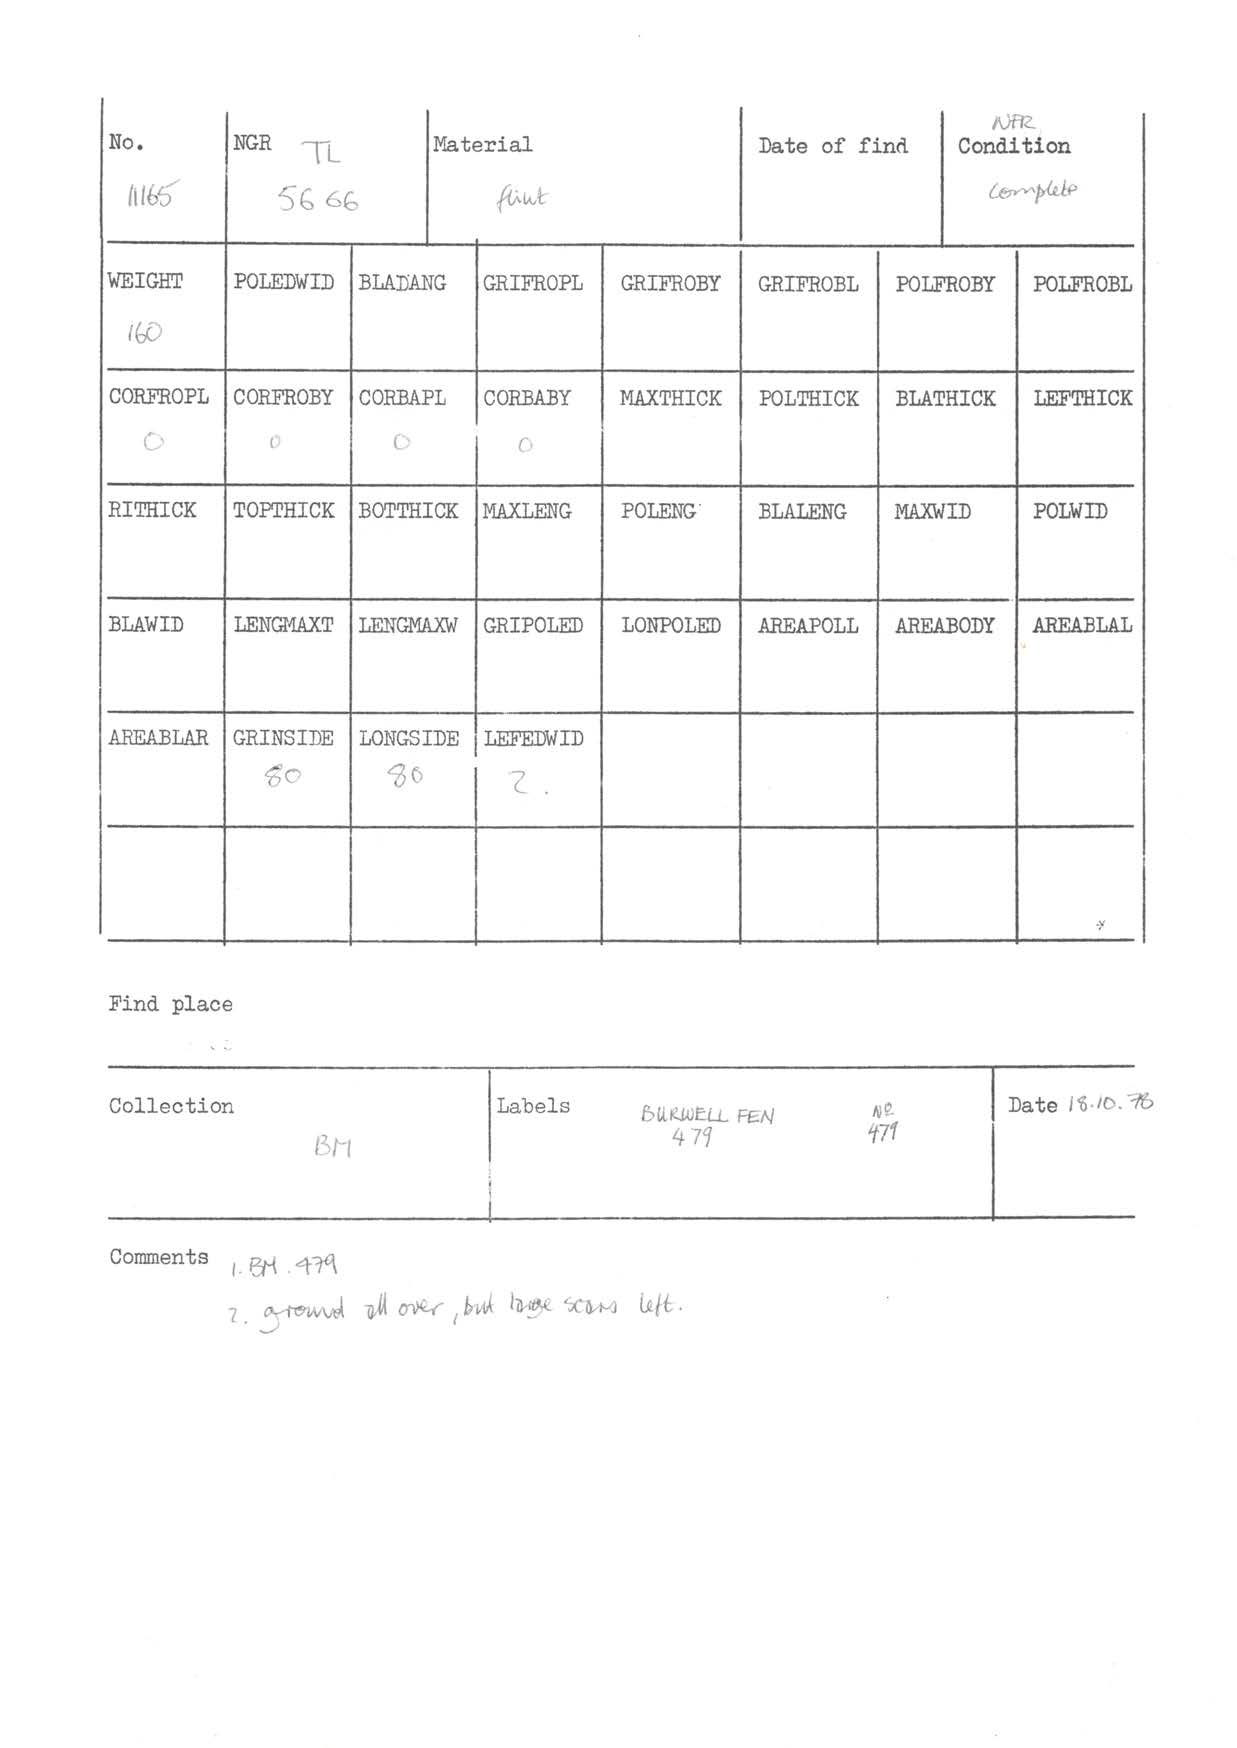 NFR
No. NGR TL Material Date of find Condition
11165 56 66 flint complete
WEIGHT POLEDWID BLADANG GRIFROPL GRIFROBY GRIFROBL POLFROBY POLFROBL
160
CORFROPL CORFROBY CORBAPL CORBABY MAXTHICK POLTHICK BLATHICK LEFTHICK
0 0 0 0
RITHICK TOPTHICK BOTTHICK MAXLENG POLENG BLALENG MAXWID POLWID
BLAWID LENGMAXT LENGMAXW GRIPOLED LONPOLED AREAPOLL AREABODY AREABLAL
AREABLAR GRINSIDE LONGSIDE LEFEDWID
80 80 2.
Find place
Collection Labels BURWELL FEN No Date 18.10.78
BM 479 479
Comments 1. BM. 479
2. ground all over, but large scars left.